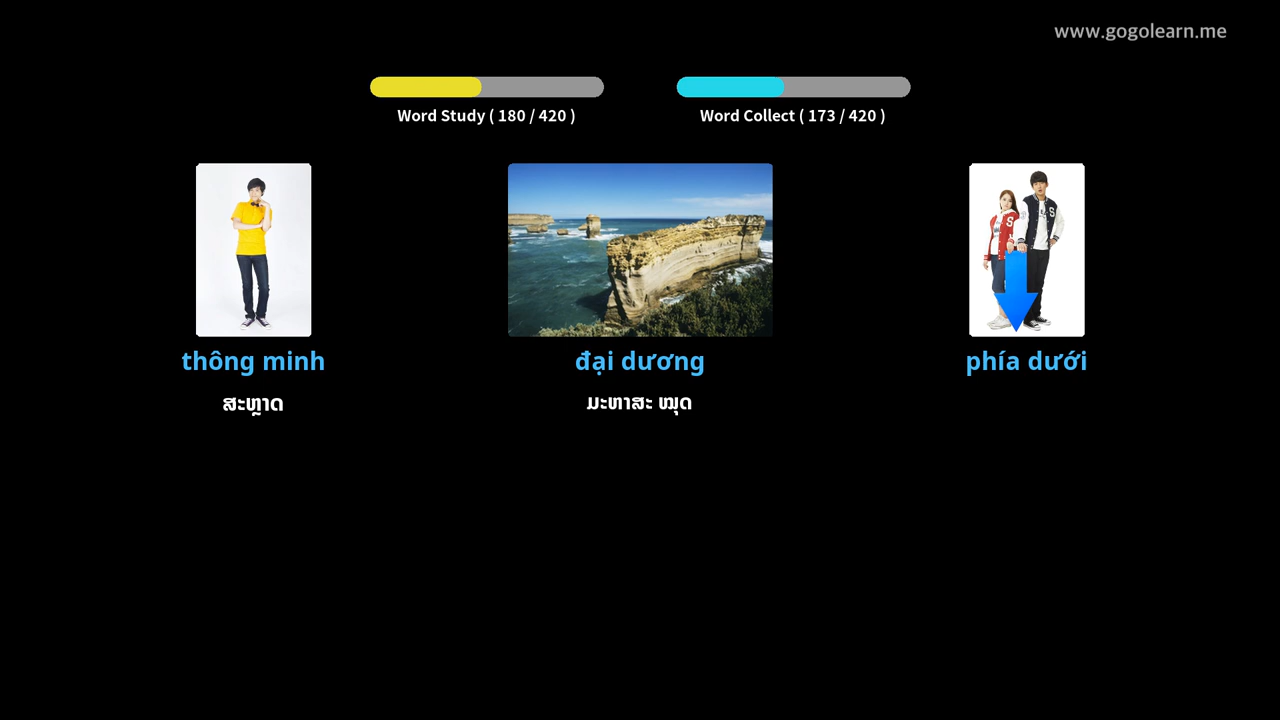 www.gogolearn.me
Word Study ( 180 / 420 )
Word Collect ( 173 / 420 )
thông minh
đại dương
phía dưới
ສະຫຼາດ
ມະຫາສະ ໝຸດ